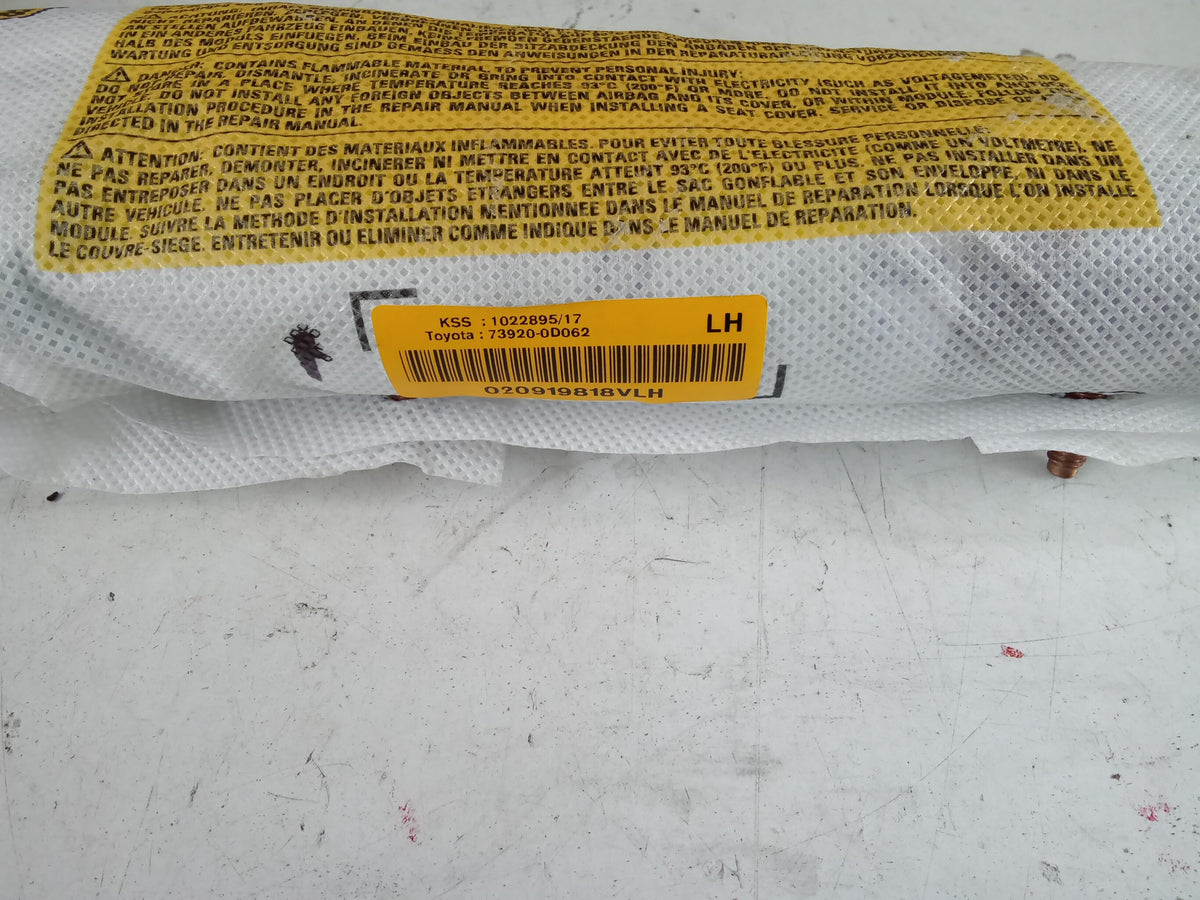 HALB DES MOTORES EINFUEGEN. BEIM ANBAU DER SITZABDECKUNG
WARTUNG UND ENTSORGUNG SIND GEMAESS DEN ANWEISUNGEN IN DER REPARATURANLEITUNG
CONTAINS FLAMMABLE MATERIAL. TO PREVENT PERSONAL INJURY:
DO NOT REPAIR, DISMANTLE, INCINERATE OR BRING INTO CONTACT WITH ELECTRICITY (SUCH AS VOLTAGEMETER). DO
IN A PLACE WHERE TEMPERATURE REACHES 93°C (200°F) OR MORE. DO NOT INSTALL IT INTO
DO NOT INSTALL ANY FOREIGN OBJECTS BETWEEN AIRBAG AND ITS COVER, OR WITHIN MODULE.
INSTALLATION PROCEDURE IN THE REPAIR MANUAL WHEN INSTALLING A SEAT COVER. SERVICE OR DISPOSE OF AS
DIRECTED IN THE REPAIR MANUAL.
ATTENTION: CONTIENT DES MATERIAUX INFLAMMABLES. POUR EVITER TOUTE BLESSURE PERSONNELLE:
NE PAS REPARER, DEMONTER, INCINERER NI METTRE EN CONTACT AVEC DE L'ELECTRICITE (COMME UN VOLTMETRE). NE
PAS ENTREPOSER DANS UN ENDROIT OU LA TEMPERATURE ATTEINT 93°C (200°F) OU PLUS. NE PAS INSTALLER DANS UN
AUTRE VEHICULE. NE PAS PLACER D'OBJETS ETRANGERS ENTRE LE SAC GONFLABLE ET SON ENVELOPPE, NI DANS LE
MODULE. SUIVRE LA METHODE D'INSTALLATION MENTIONNEE DANS LE MANUEL DE REPARATION LORSQUE L'ON INSTALLE
LE COUVRE-SIEGE. ENTRETENIR OU ELIMINER COMME INDIQUE DANS LE MANUEL DE REPARATION.
KSS : 1022895/17
Toyota : 73920-0D062
LH
020919818VLH